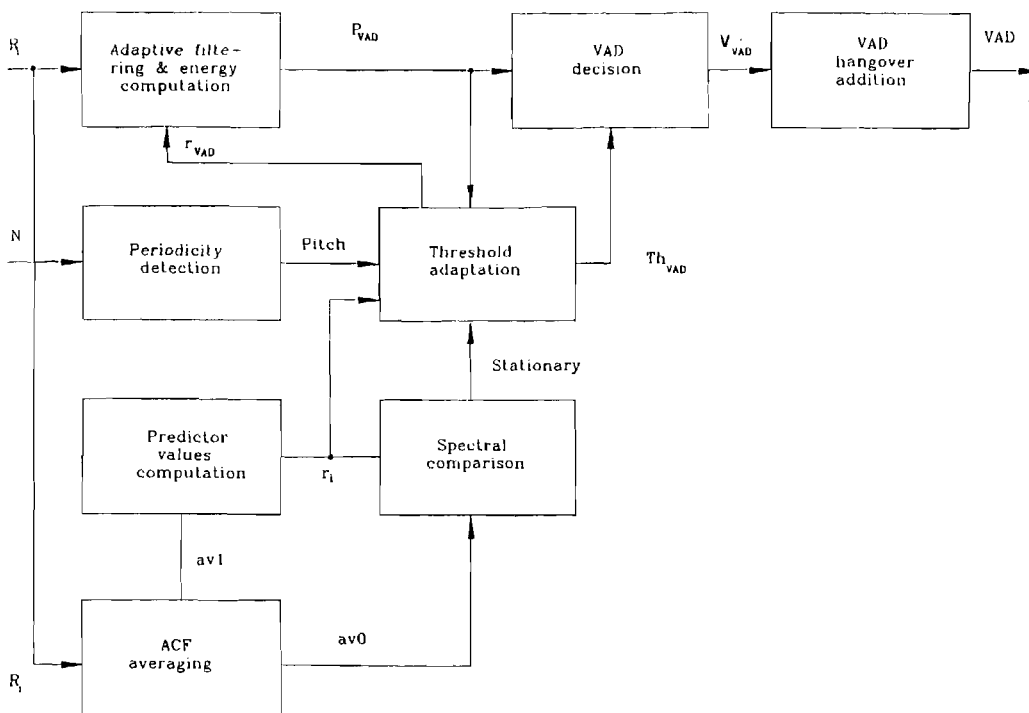 R_i
Adaptive filte-
ring & energy
computation
P_VAD
VAD
decision
V_VAD
VAD
hangover
addition
VAD
r_VAD
N
Periodicity
detection
Pitch
Threshold
adaptation
Th_VAD
Stationary
Predictor
values
computation
r_i
Spectral
comparison
av1
ACF
averaging
av0
R_i